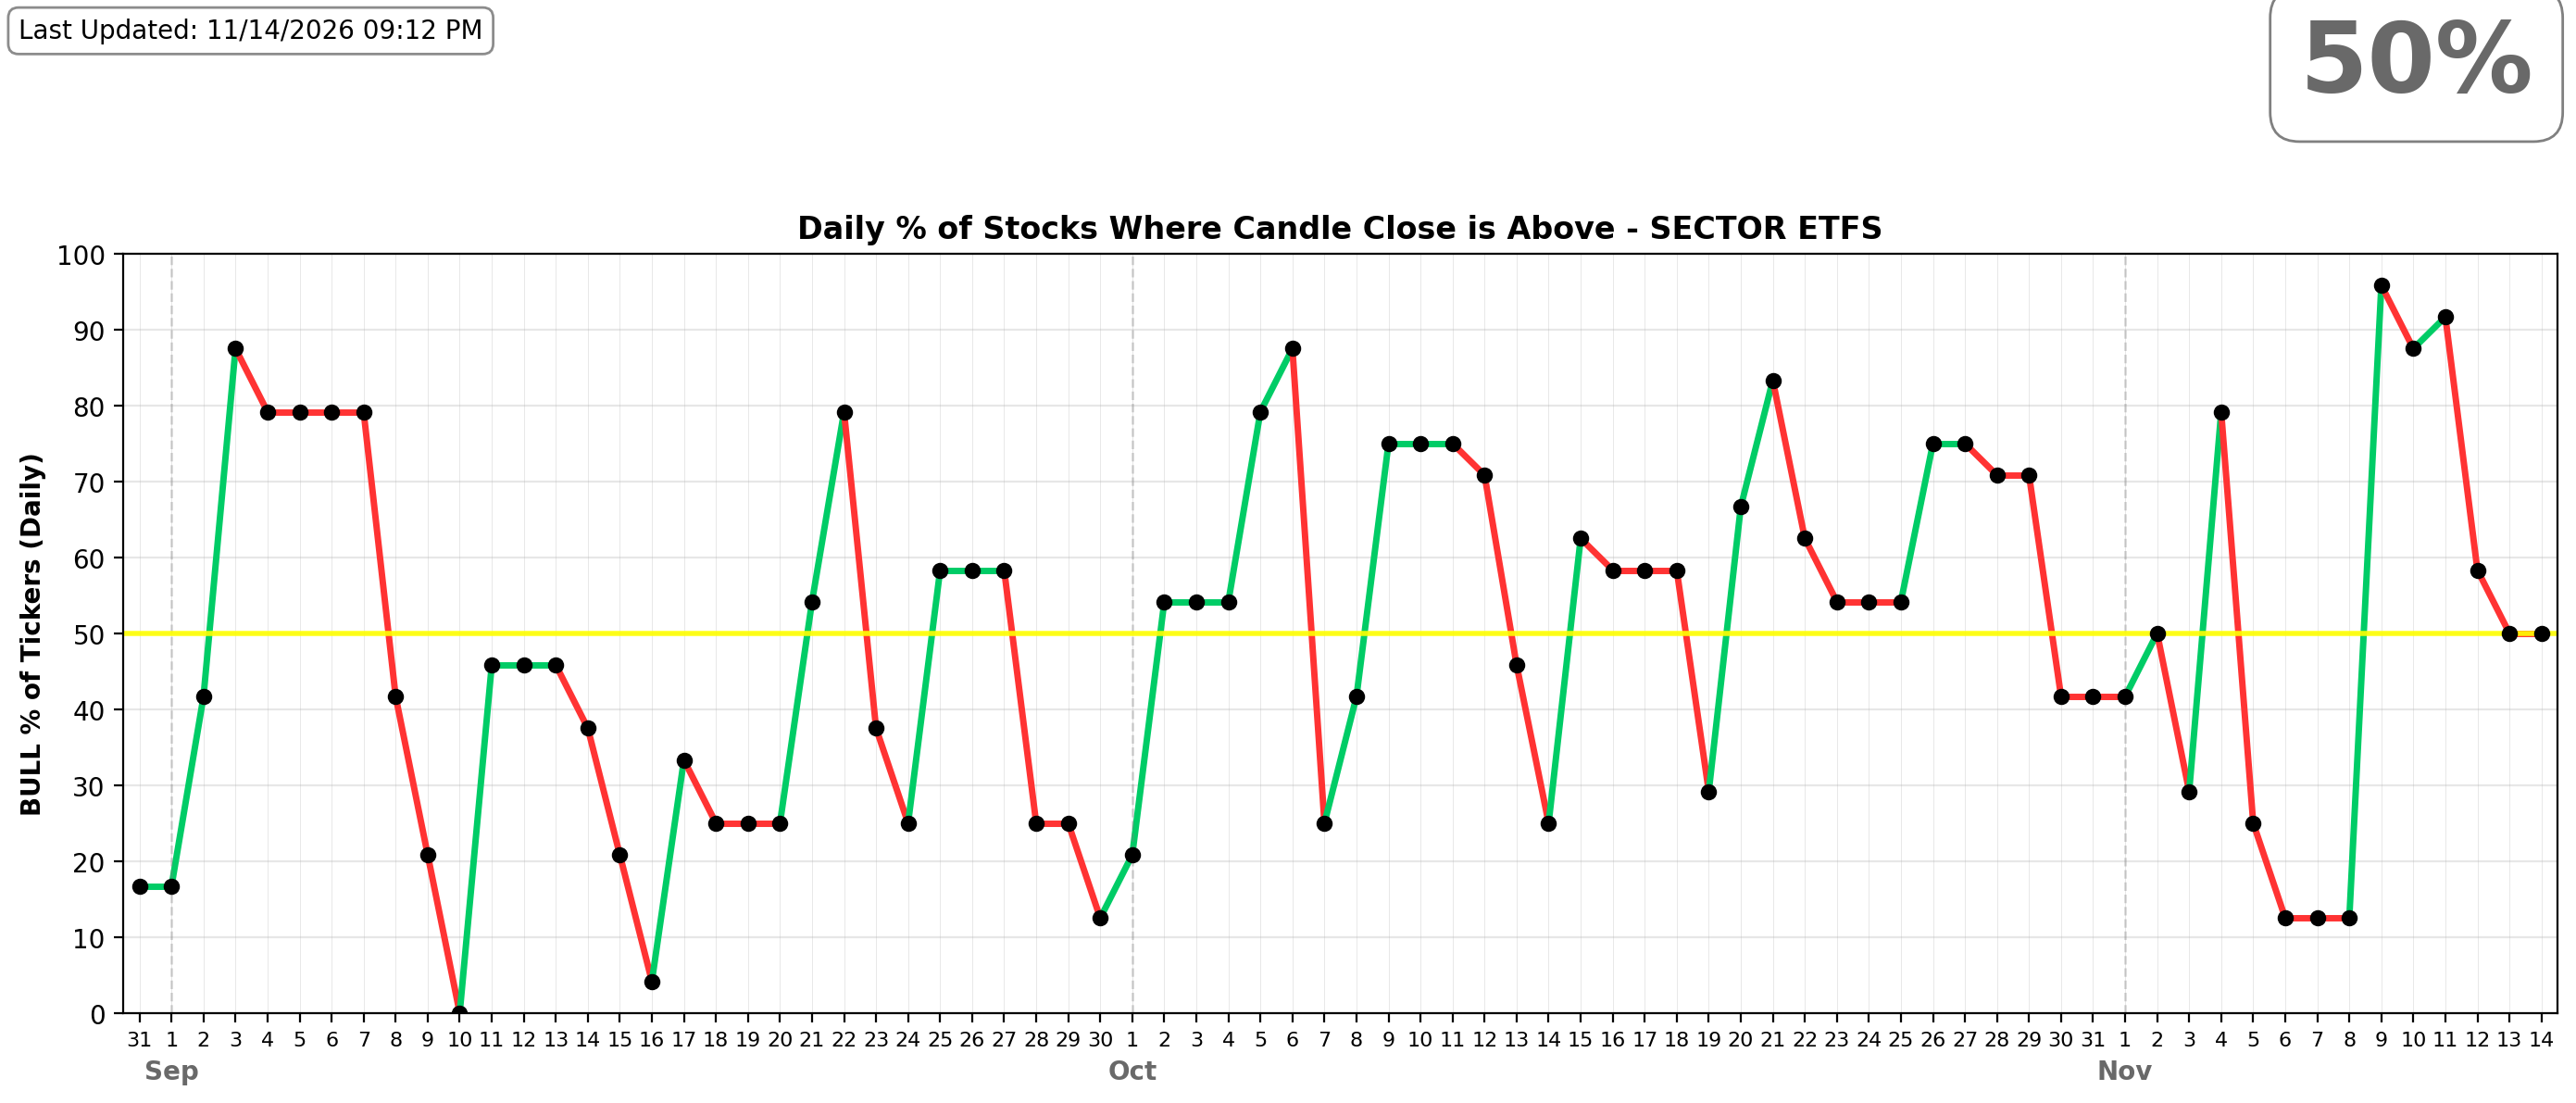 Last Updated: 11/14/2026 09:12 PM
50%
Daily % of Stocks Where Candle Close is Above - SECTOR ETFS
BULL % of Tickers (Daily)
100
90
80
70
60
50
40
30
20
10
0
31 1 2 3 4 5 6 7 8 9 10 11 12 13 14 15 16 17 18 19 20 21 22 23 24 25 26 27 28 29 30 1 2 3 4 5 6 7 8 9 10 11 12 13 14 15 16 17 18 19 20 21 22 23 24 25 26 27 28 29 30 31 1 2 3 4 5 6 7 8 9 10 11 12 13 14
Sep Oct Nov